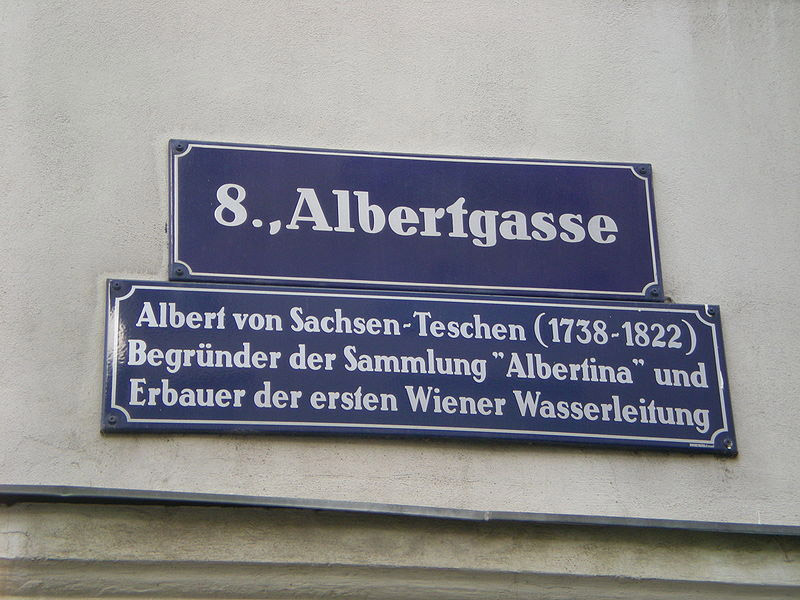 8., Albertgasse
Albert von Sachsen-Teschen (1738-1822)
Begründer der Sammlung "Albertina" und
Erbauer der ersten Wiener Wasserleitung